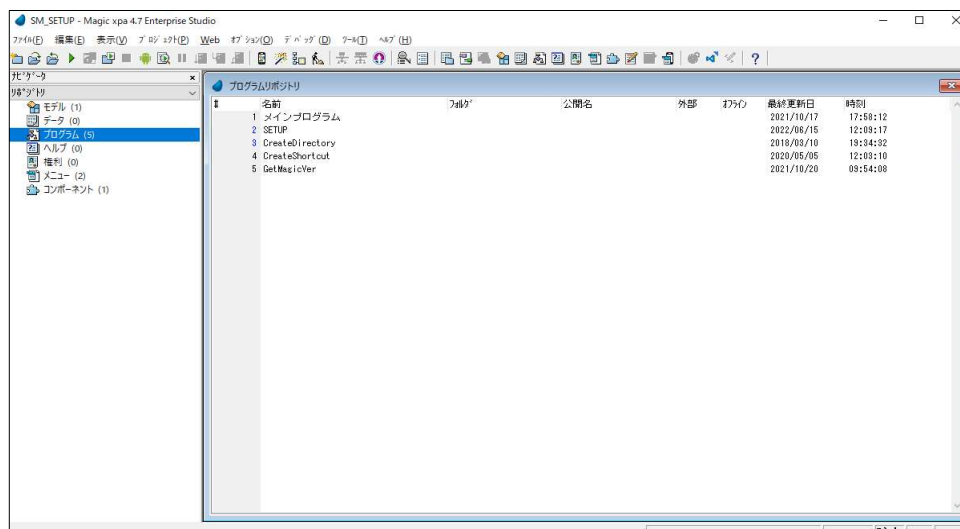 SM_SETUP - Magic xpa 4.7 Enterprise Studio
ファイル(F) 編集(E) 表示(V) プロジェクト(P) Web オプション(O) デバッグ(D) ツール(T) ヘルプ(H)
ナビゲータ
リポジトリ
モデル (1)
データ (0)
プログラム (5)
ヘルプ (0)
権利 (0)
メニュー (2)
コンポーネント (1)
プログラムリポジトリ
# 名前 フォルダ 公開名 外部 オフライン 最終更新日 時刻
1 メインプログラム 2021/10/17 17:58:12
2 SETUP 2022/06/15 12:09:17
3 CreateDirectory 2018/03/10 19:34:32
4 CreateShortcut 2020/05/05 12:03:10
5 GetMagicVer 2021/10/20 09:54:08